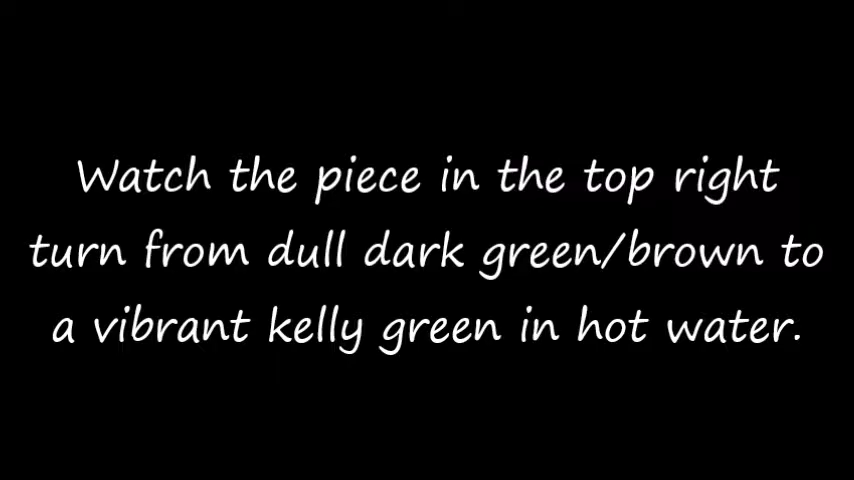 Watch the piece in the top right
turn from dull dark green/brown to
a vibrant kelly green in hot water.